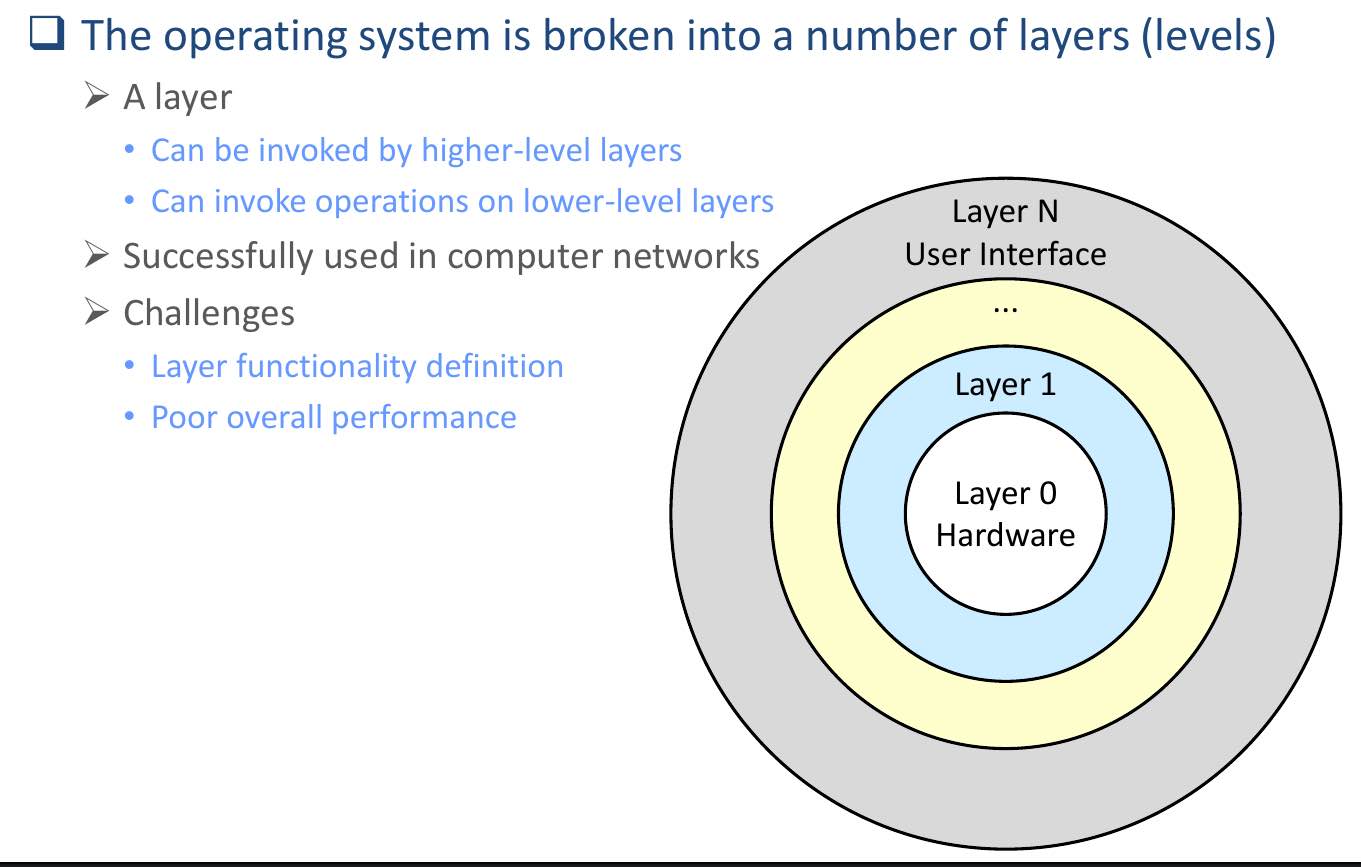 The operating system is broken into a number of layers (levels)
A layer
Can be invoked by higher-level layers
Can invoke operations on lower-level layers
Successfully used in computer networks
Challenges
Layer functionality definition
Poor overall performance
Layer N
User Interface
...
Layer 1
Layer 0
Hardware